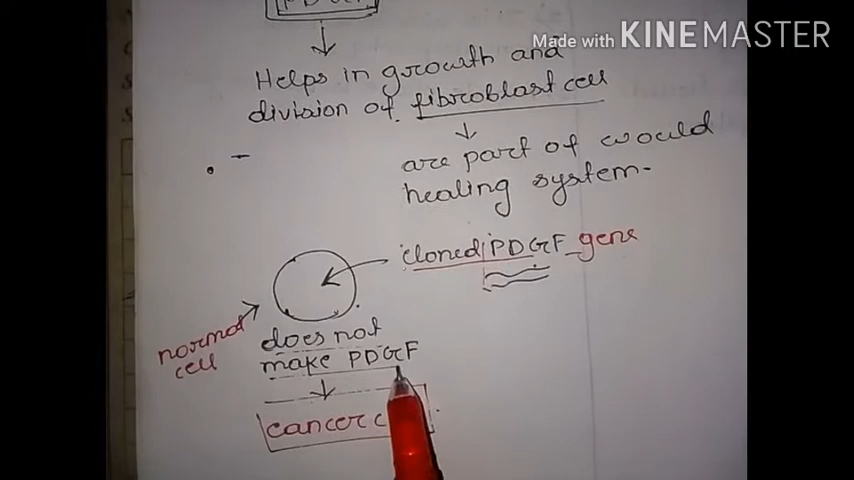 Made with KINEMASTER
Helps in growth and
division of fibroblast cell
are part of would
healing system.
cloned PDGF gene
normal
cell
does not
make PDGF
cancer c